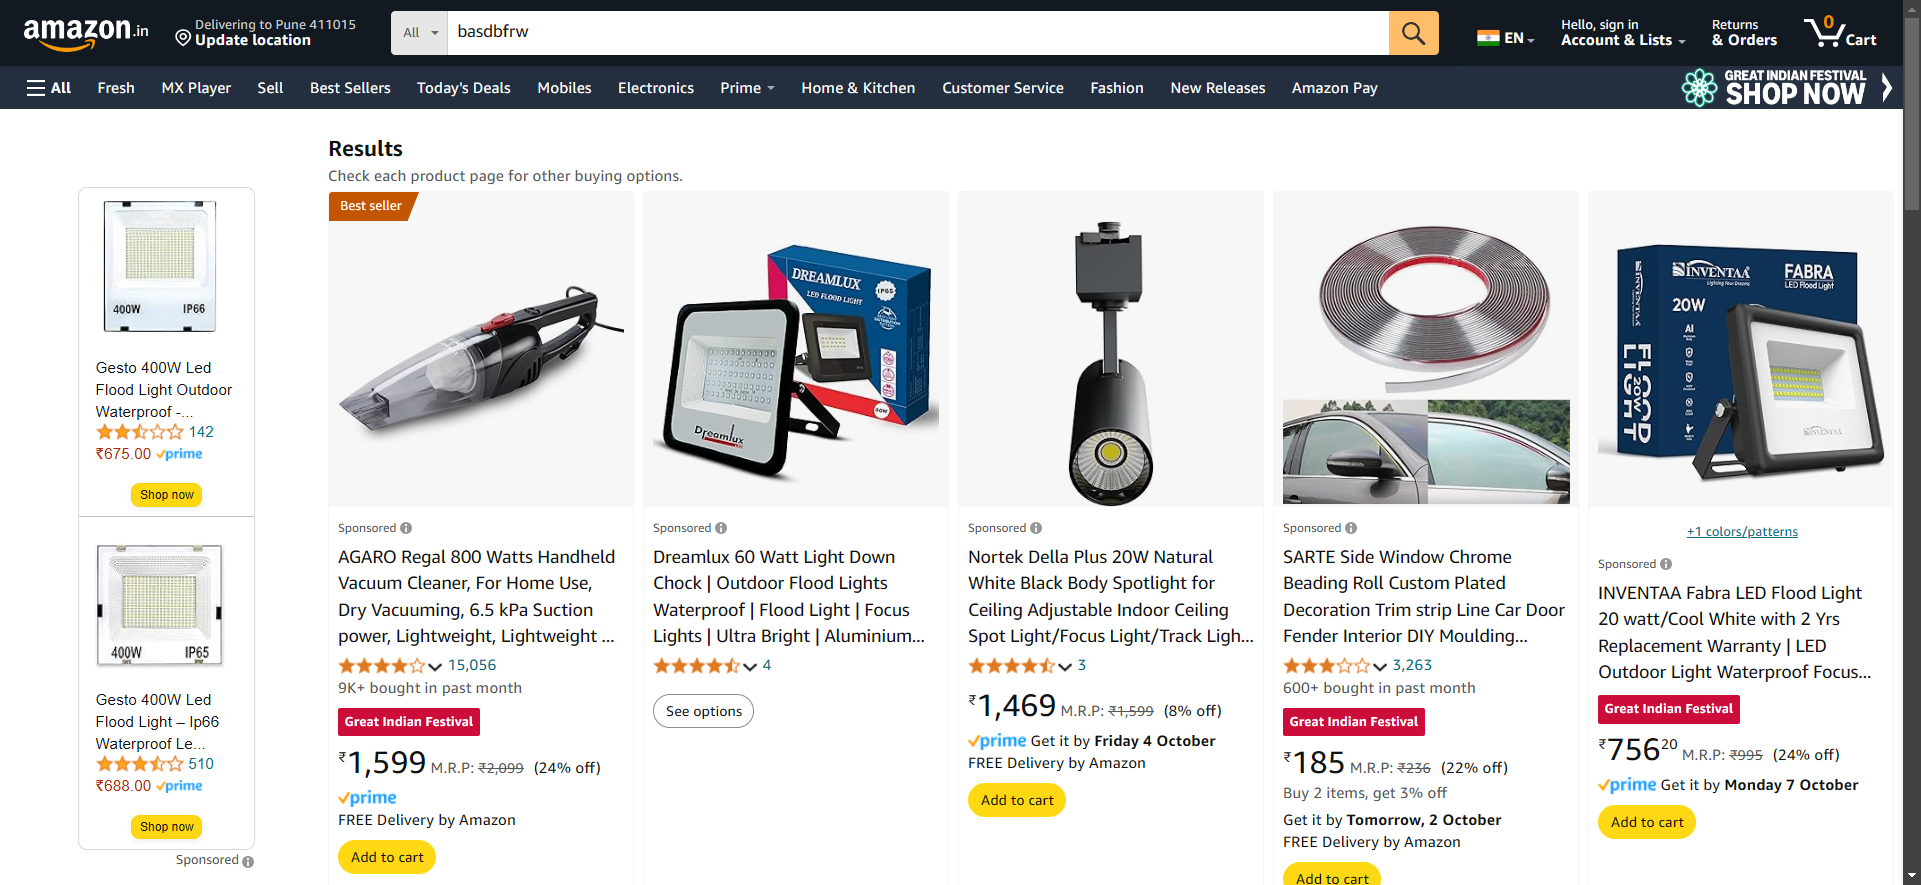 amazon.in
Delivering to Pune 411015
Update location
All
basdbfrw
EN
Hello, sign in
Account & Lists
Returns
& Orders
0
Cart
All
Fresh
MX Player
Sell
Best Sellers
Today's Deals
Mobiles
Electronics
Prime
Home & Kitchen
Customer Service
Fashion
New Releases
Amazon Pay
GREAT INDIAN FESTIVAL
SHOP NOW
Results
Check each product page for other buying options.
400W IP66
Gesto 400W Led
Flood Light Outdoor
Waterproof -...
142
₹675.00 prime
Shop now
400W IP65
Gesto 400W Led
Flood Light – Ip66
Waterproof Le...
510
₹688.00 prime
Shop now
Sponsored
Best seller
Sponsored
AGARO Regal 800 Watts Handheld
Vacuum Cleaner, For Home Use,
Dry Vacuuming, 6.5 kPa Suction
power, Lightweight, Lightweight ...
15,056
9K+ bought in past month
Great Indian Festival
₹1,599 M.R.P: ₹2,099 (24% off)
prime
FREE Delivery by Amazon
Add to cart
DREAMLUX
LED FLOOD LIGHT
IP65
60W
Dreamlux
Sponsored
Dreamlux 60 Watt Light Down
Chock | Outdoor Flood Lights
Waterproof | Flood Light | Focus
Lights | Ultra Bright | Aluminium...
4
See options
Sponsored
Nortek Della Plus 20W Natural
White Black Body Spotlight for
Ceiling Adjustable Indoor Ceiling
Spot Light/Focus Light/Track Ligh...
3
₹1,469 M.R.P: ₹1,599 (8% off)
prime Get it by Friday 4 October
FREE Delivery by Amazon
Add to cart
Sponsored
SARTE Side Window Chrome
Beading Roll Custom Plated
Decoration Trim strip Line Car Door
Fender Interior DIY Moulding...
3,263
600+ bought in past month
Great Indian Festival
₹185 M.R.P: ₹236 (22% off)
Buy 2 items, get 3% off
Get it by Tomorrow, 2 October
FREE Delivery by Amazon
Add to cart
INVENTAA
Lighting Your Dreams
FABRA
LED Flood Light
20W
AI
INVENTAA
FLOOD
LIGHT
20W
INVENTAA
+1 colors/patterns
Sponsored
INVENTAA Fabra LED Flood Light
20 watt/Cool White with 2 Yrs
Replacement Warranty | LED
Outdoor Light Waterproof Focus...
Great Indian Festival
₹756.20 M.R.P: ₹995 (24% off)
prime Get it by Monday 7 October
Add to cart